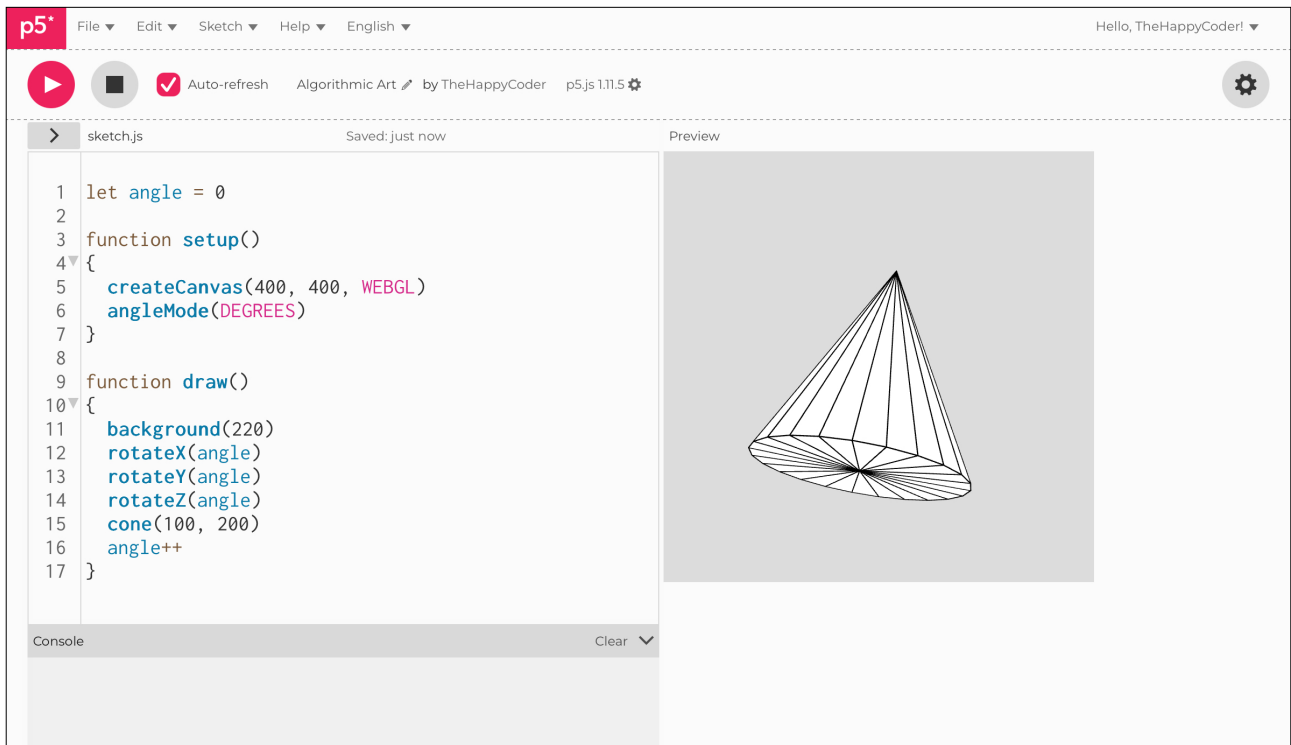 p5* File Edit Sketch Help English Hello, TheHappyCoder!
Auto-refresh Algorithmic Art by TheHappyCoder p5.js 1.11.5
sketch.js Saved: just now Preview
1 let angle = 0
2
3 function setup()
4 {
5 createCanvas(400, 400, WEBGL)
6 angleMode(DEGREES)
7 }
8
9 function draw()
10 {
11 background(220)
12 rotateX(angle)
13 rotateY(angle)
14 rotateZ(angle)
15 cone(100, 200)
16 angle++
17 }
Console Clear